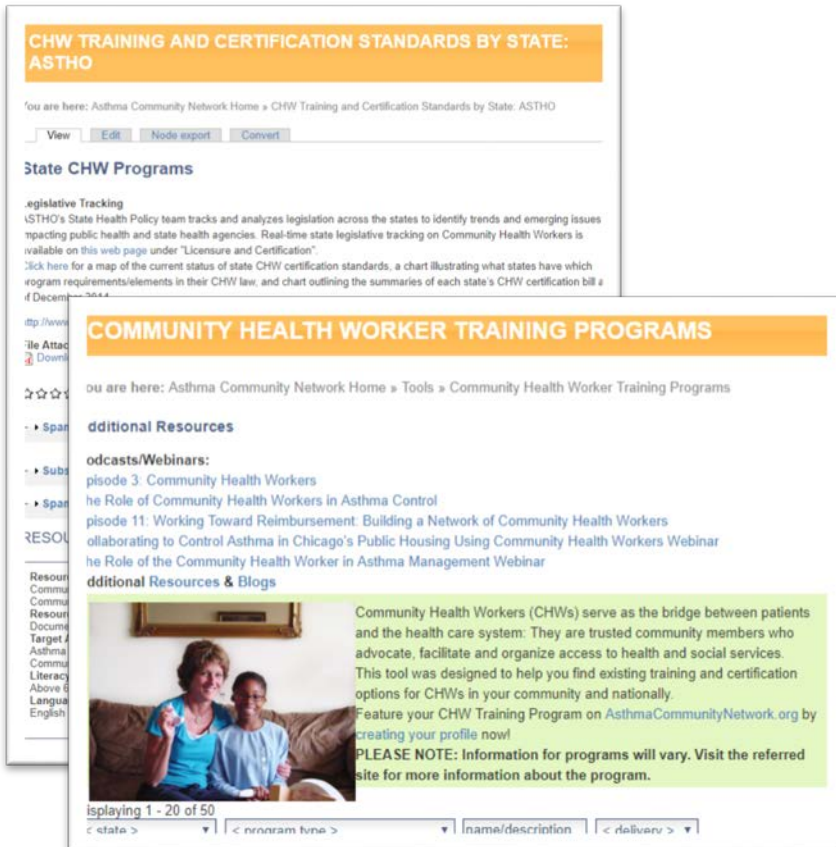 CHW TRAINING AND CERTIFICATION STANDARDS BY STATE:
ASTHO
You are here: Asthma Community Network Home » CHW Training and Certification Standards by State: ASTHO
View Edit Node export Convert
State CHW Programs
Legislative Tracking
ASTHO's State Health Policy team tracks and analyzes legislation across the states to identify trends and emerging issues
impacting public health and state health agencies. Real-time state legislative tracking on Community Health Workers is
available on this web page under "Licensure and Certification".
Click here for a map of the current status of state CHW certification standards, a chart illustrating what states have which
program requirements/elements in their CHW law, and chart outlining the summaries of each state's CHW certification bill a
of December 2014
http://www
File Attac
Downl
Span
Subs
Span
RESOU
Resour
Commu
Commu
Resour
Docume
Target A
Asthma
Commu
Literacy
Above 6
Langua
English
COMMUNITY HEALTH WORKER TRAINING PROGRAMS
ou are here: Asthma Community Network Home » Tools » Community Health Worker Training Programs
dditional Resources
odcasts/Webinars:
pisode 3: Community Health Workers
he Role of Community Health Workers in Asthma Control
pisode 11: Working Toward Reimbursement: Building a Network of Community Health Workers
ollaborating to Control Asthma in Chicago's Public Housing Using Community Health Workers Webinar
he Role of the Community Health Worker in Asthma Management Webinar
dditional Resources & Blogs
Community Health Workers (CHWs) serve as the bridge between patients
and the health care system: They are trusted community members who
advocate, facilitate and organize access to health and social services.
This tool was designed to help you find existing training and certification
options for CHWs in your community and nationally.
Feature your CHW Training Program on AsthmaCommunityNetwork.org by
creating your profile now!
PLEASE NOTE: Information for programs will vary. Visit the referred
site for more information about the program.
isplaying 1 - 20 of 50
< state > < program type > name/description < delivery >